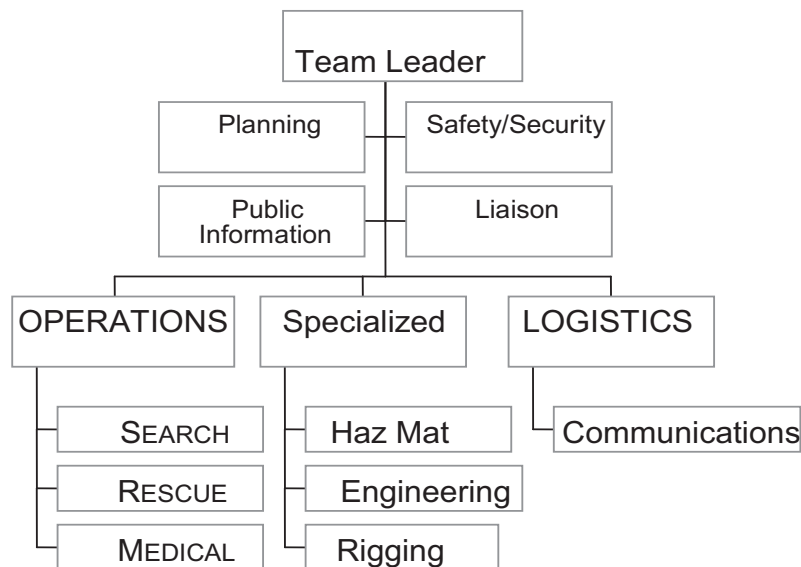 Team Leader
Planning
Safety/Security
Public
Information
Liaison
OPERATIONS
Specialized
LOGISTICS
SEARCH
Haz Mat
Communications
RESCUE
Engineering
MEDICAL
Rigging